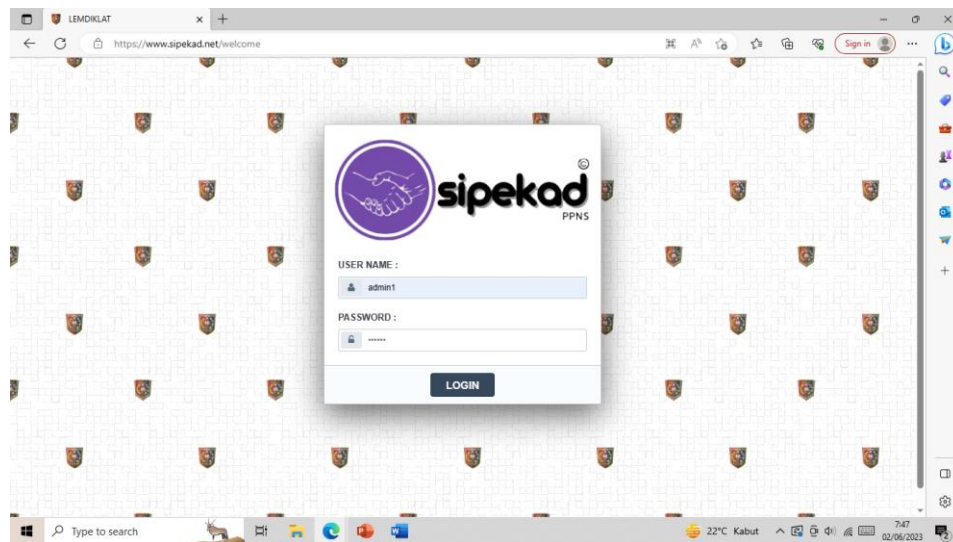 LEMDIKLAT
https://www.sipekad.net/welcome
Sign in
©
sipekad
PPNS
USER NAME :
admin1
PASSWORD :
······
LOGIN
Type to search
22°C Kabut
7:47
02/06/2023